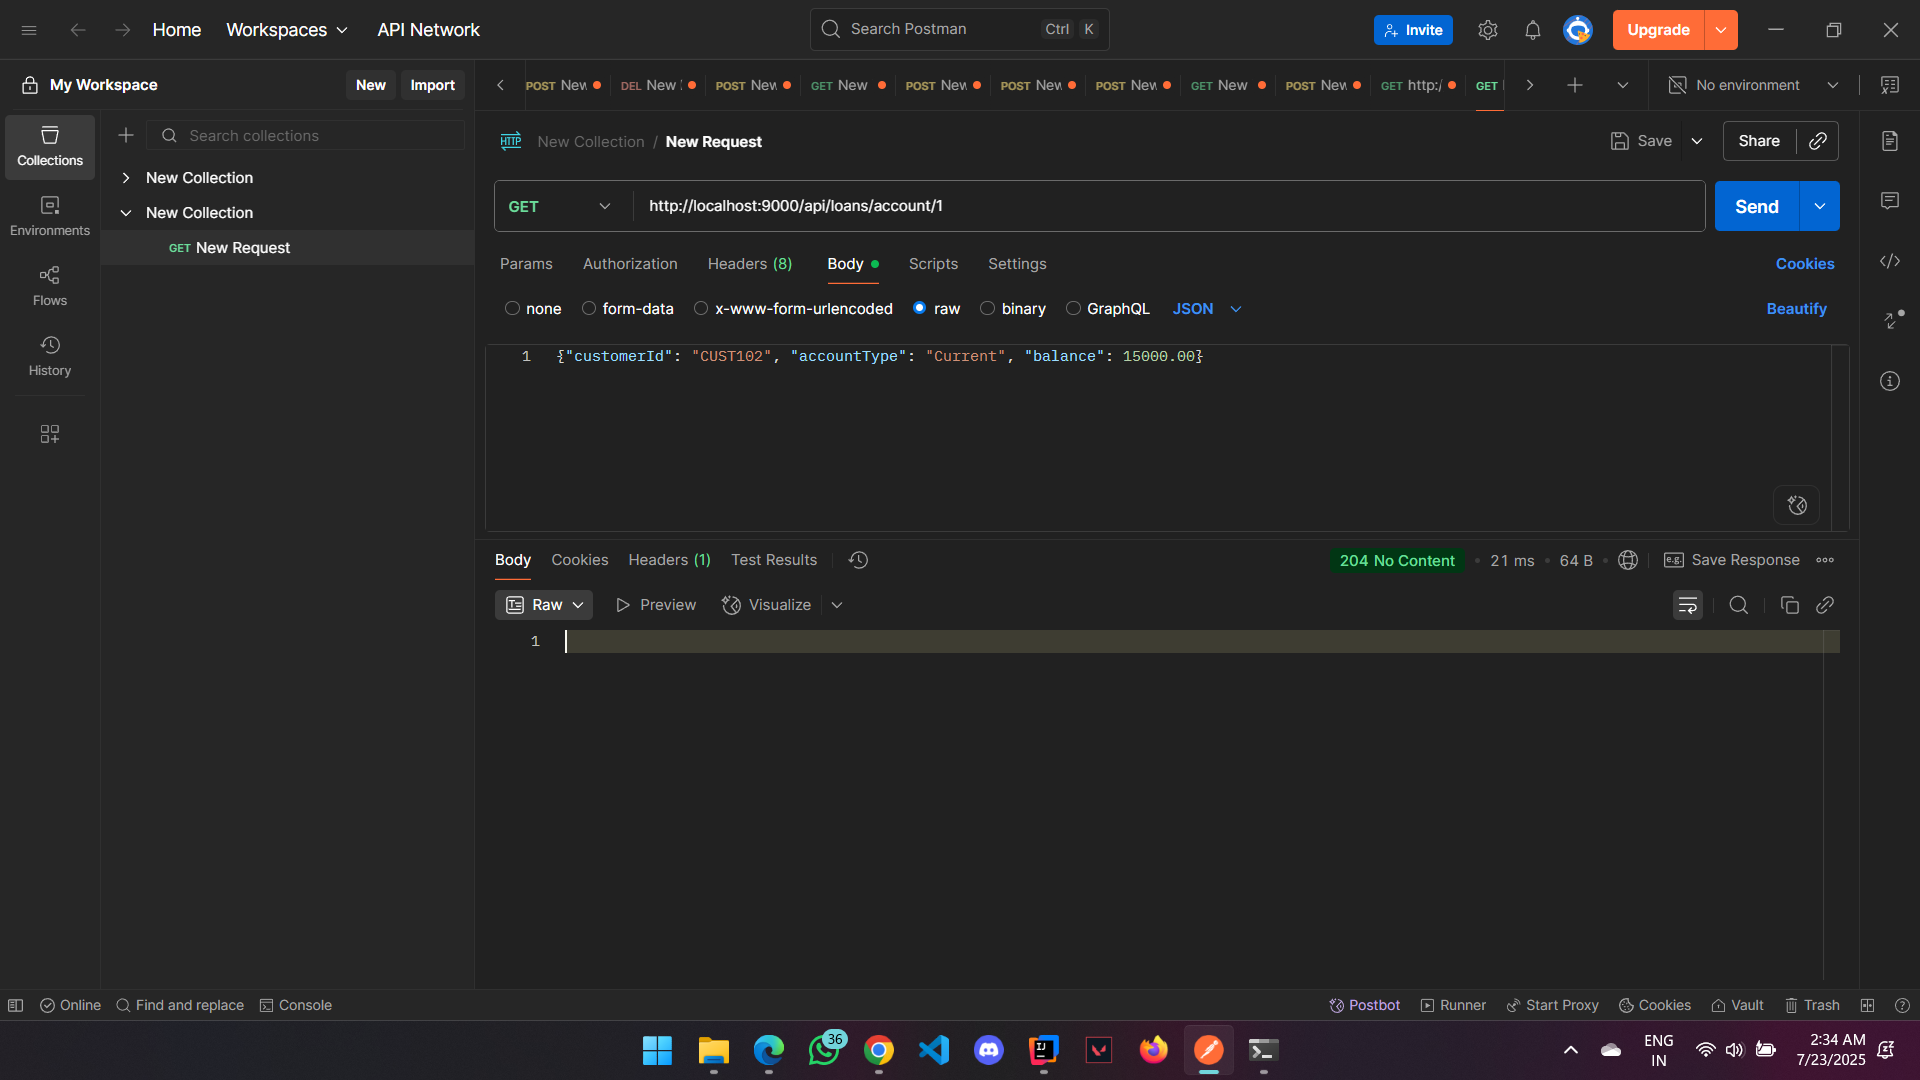 Home Workspaces API Network Search Postman Ctrl K Invite Upgrade
My Workspace New Import POST New DEL New POST New GET New POST New POST New POST New GET New POST New GET http:/ GET No environment
Search collections
New Collection
New Collection
GET New Request
Collections
Environments
Flows
History
HTTP New Collection / New Request Save Share
GET http://localhost:9000/api/loans/account/1 Send
Params Authorization Headers (8) Body Scripts Settings Cookies
none form-data x-www-form-urlencoded raw binary GraphQL JSON Beautify
1 {"customerId": "CUST102", "accountType": "Current", "balance": 15000.00}
Body Cookies Headers (1) Test Results 204 No Content • 21 ms • 64 B • e.g. Save Response
Raw Preview Visualize
1
Online Find and replace Console Postbot Runner Start Proxy Cookies Vault Trash
36
ENG
IN
2:34 AM
7/23/2025